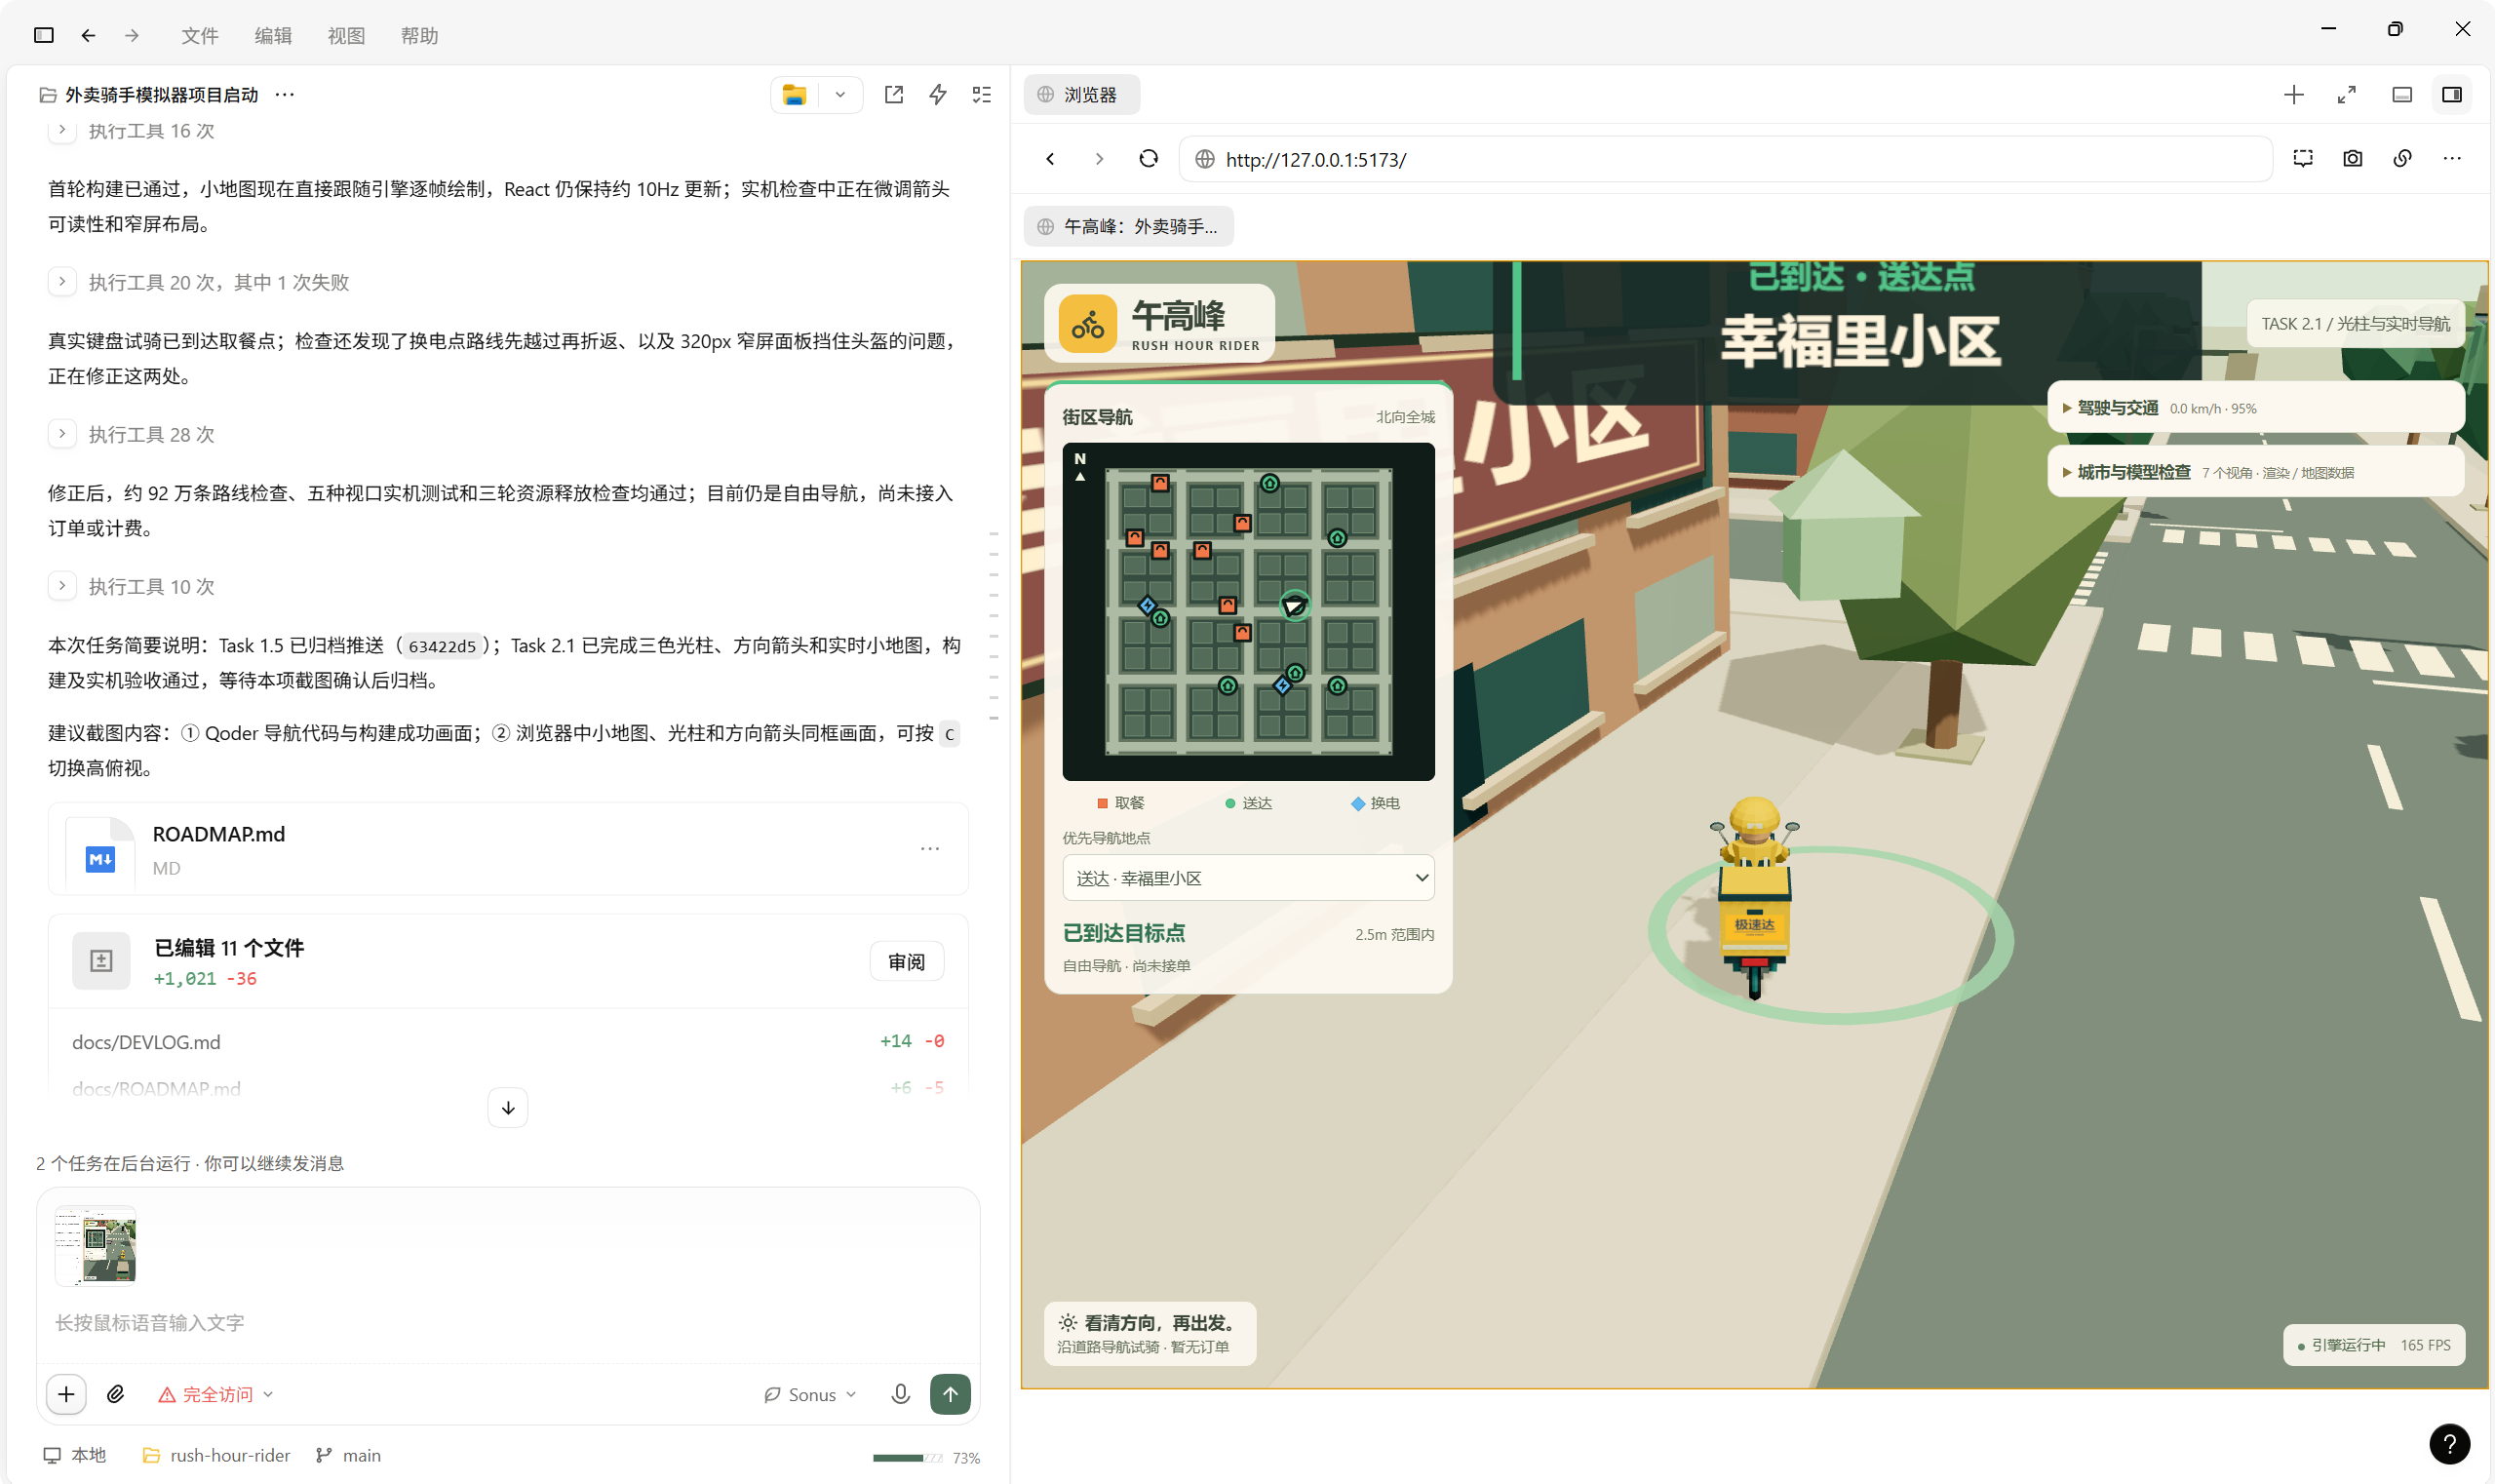 文件 编辑 视图 帮助
外卖骑手模拟器项目启动 ···
执行工具 16 次
首轮构建已通过，小地图现在直接跟随引擎逐帧绘制，React 仍保持约 10Hz 更新；实机检查中正在微调箭头
可读性和窄屏布局。
执行工具 20 次，其中 1 次失败
真实键盘试骑已到达取餐点；检查还发现了换电点路线先越过再折返、以及 320px 窄屏面板挡住头盔的问题，
正在修正这两处。
执行工具 28 次
修正后，约 92 万条路线检查、五种视口实机测试和三轮资源释放检查均通过；目前仍是自由导航，尚未接入
订单或计费。
执行工具 10 次
本次任务简要说明：Task 1.5 已归档推送（63422d5）；Task 2.1 已完成三色光柱、方向箭头和实时小地图，构
建及实机验收通过，等待本项截图确认后归档。
建议截图内容：① Qoder 导航代码与构建成功画面；② 浏览器中小地图、光柱和方向箭头同框画面，可按 C
切换高俯视。
M↓
ROADMAP.md
MD
已编辑 11 个文件
+1,021 -36
审阅
docs/DEVLOG.md +14 -0
docs/ROADMAP.md +6 -5
2 个任务在后台运行 · 你可以继续发消息
长按鼠标语音输入文字
完全访问
Sonus
本地 rush-hour-rider main 73%
浏览器
http://127.0.0.1:5173/
午高峰：外卖骑手...
午高峰
RUSH HOUR RIDER
已到达 · 送达点
幸福里小区
TASK 2.1 / 光柱与实时导航
驾驶与交通 0.0 km/h · 95%
城市与模型检查 7 个视角 · 渲染 / 地图数据
小区
街区导航 北向全城
N
取餐 送达 换电
优先导航地点
送达 · 幸福里小区
已到达目标点 2.5m 范围内
自由导航 · 尚未接单
极速达
看清方向，再出发。
沿道路导航试骑 · 暂无订单
引擎运行中 165 FPS
?